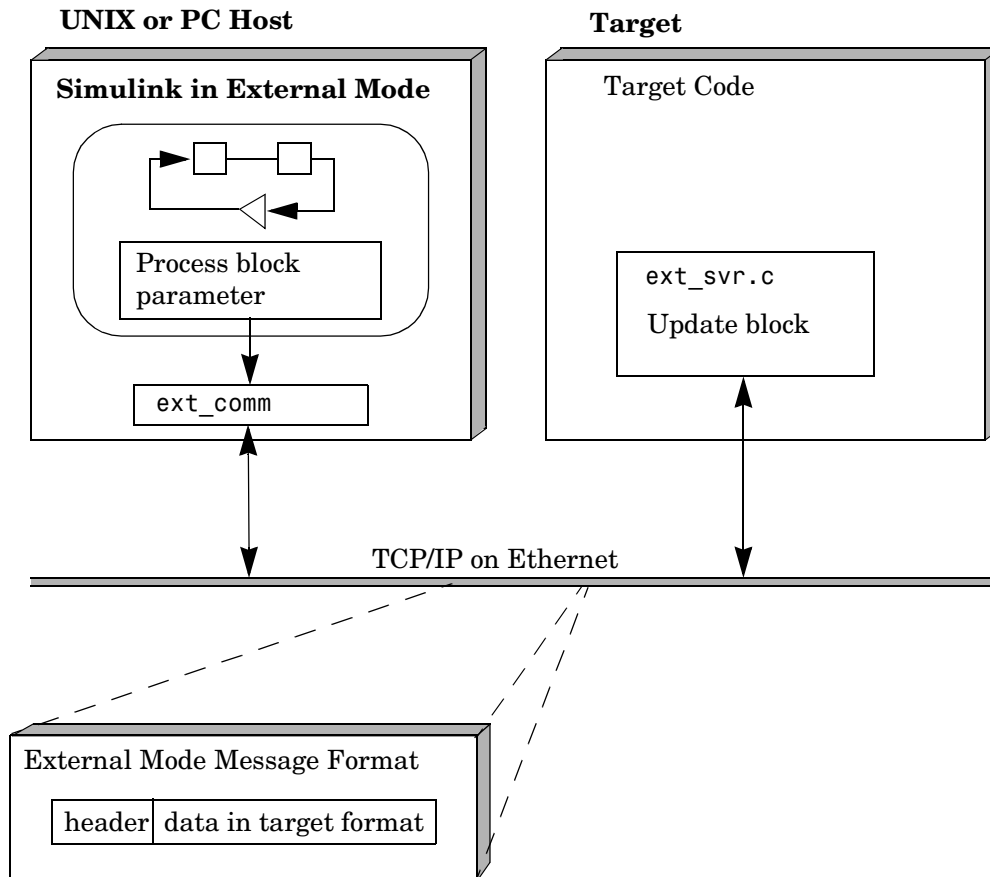 UNIX or PC Host
Simulink in External Mode
Process block
parameter
ext_comm
Target
Target Code
ext_svr.c
Update block
TCP/IP on Ethernet
External Mode Message Format
header data in target format